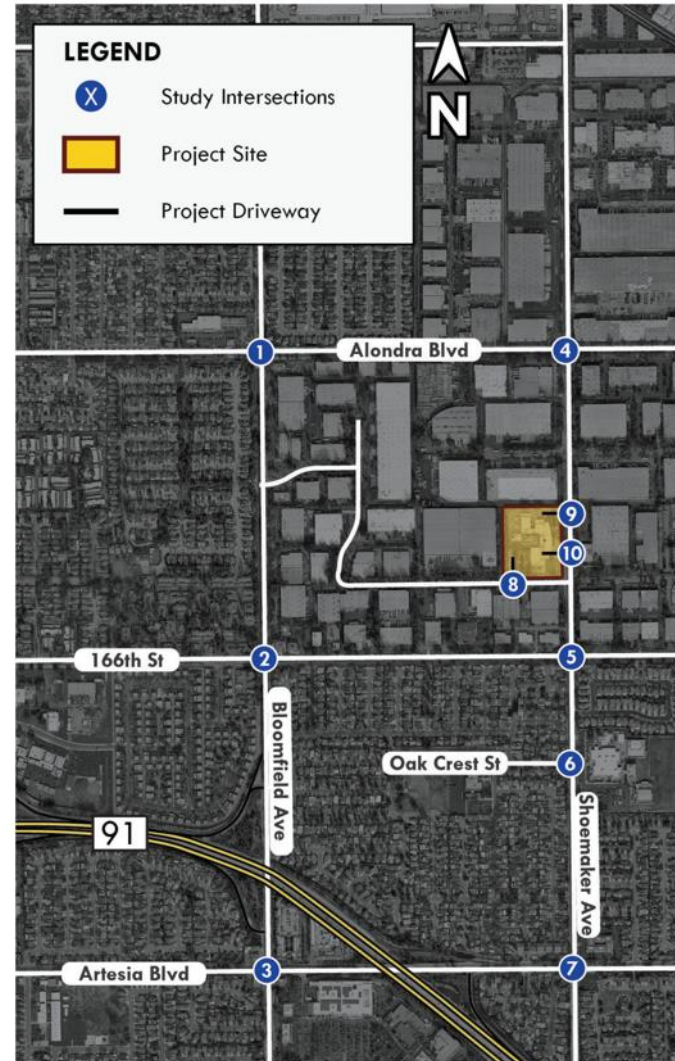 LEGEND
X Study Intersections
Project Site
Project Driveway
N
1
Alondra Blvd
4
9
10
8
166th St
2
5
Bloomfield Ave
Oak Crest St
6
Shoemaker Ave
91
Artesia Blvd
3
7